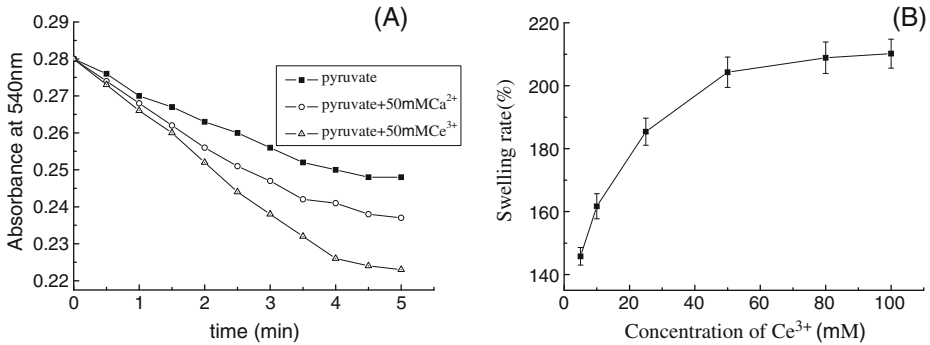 (A)
0.29
0.28
0.27
0.26
0.25
0.24
0.23
0.22
Absorbance at 540nm
pyruvate
pyruvate+50mMCa²⁺
pyruvate+50mMCe³⁺
0 1 2 3 4 5
time (min)
(B)
220
200
180
160
140
Swelling rate(%)
0 20 40 60 80 100
Concentration of Ce³⁺ (mM)